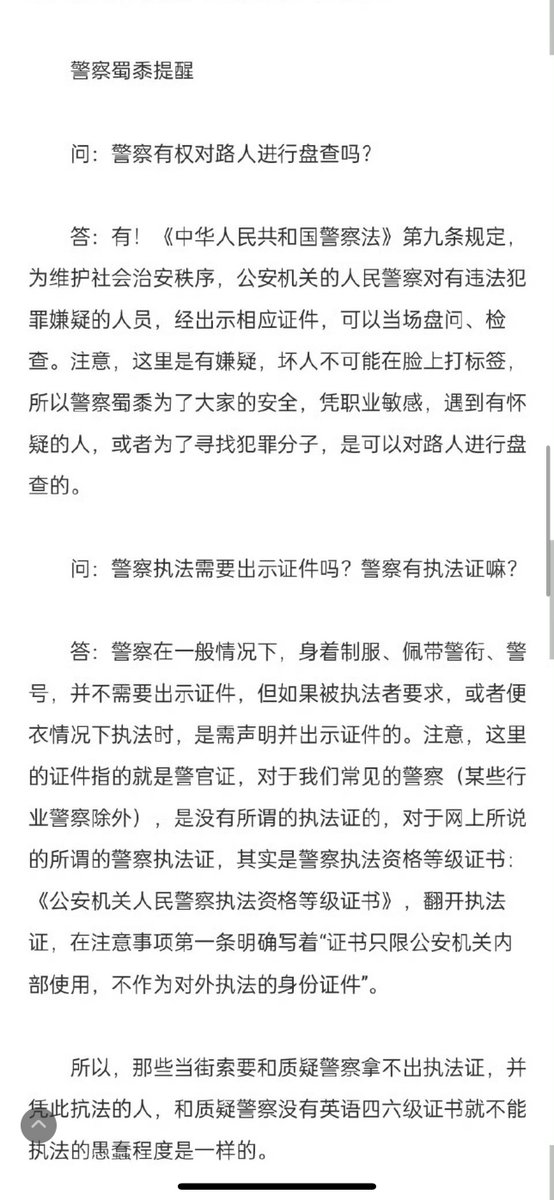 警察蜀黍提醒
问：警察有权对路人进行盘查吗？
答：有！《中华人民共和国警察法》第九条规定，
为维护社会治安秩序，公安机关的人民警察对有违法犯
罪嫌疑的人员，经出示相应证件，可以当场盘问、检
查。注意，这里是有嫌疑，坏人不可能在脸上打标签，
所以警察蜀黍为了大家的安全，凭职业敏感，遇到有怀
疑的人，或者为了寻找犯罪分子，是可以对路人进行盘
查的。
问：警察执法需要出示证件吗？警察有执法证嘛？
答：警察在一般情况下，身着制服、佩带警衔、警
号，并不需要出示证件，但如果被执法者要求，或者便
衣情况下执法时，是需声明并出示证件的。注意，这里
的证件指的就是警官证，对于我们常见的警察（某些行
业警察除外），是没有所谓的执法证的，对于网上所说
的所谓的警察执法证，其实是警察执法资格等级证书：
《公安机关人民警察执法资格等级证书》，翻开执法
证，在注意事项第一条明确写着“证书只限公安机关内
部使用，不作为对外执法的身份证件”。
所以，那些当街索要和质疑警察拿不出执法证，并
凭此抗法的人，和质疑警察没有英语四六级证书就不能
执法的愚蠢程度是一样的。